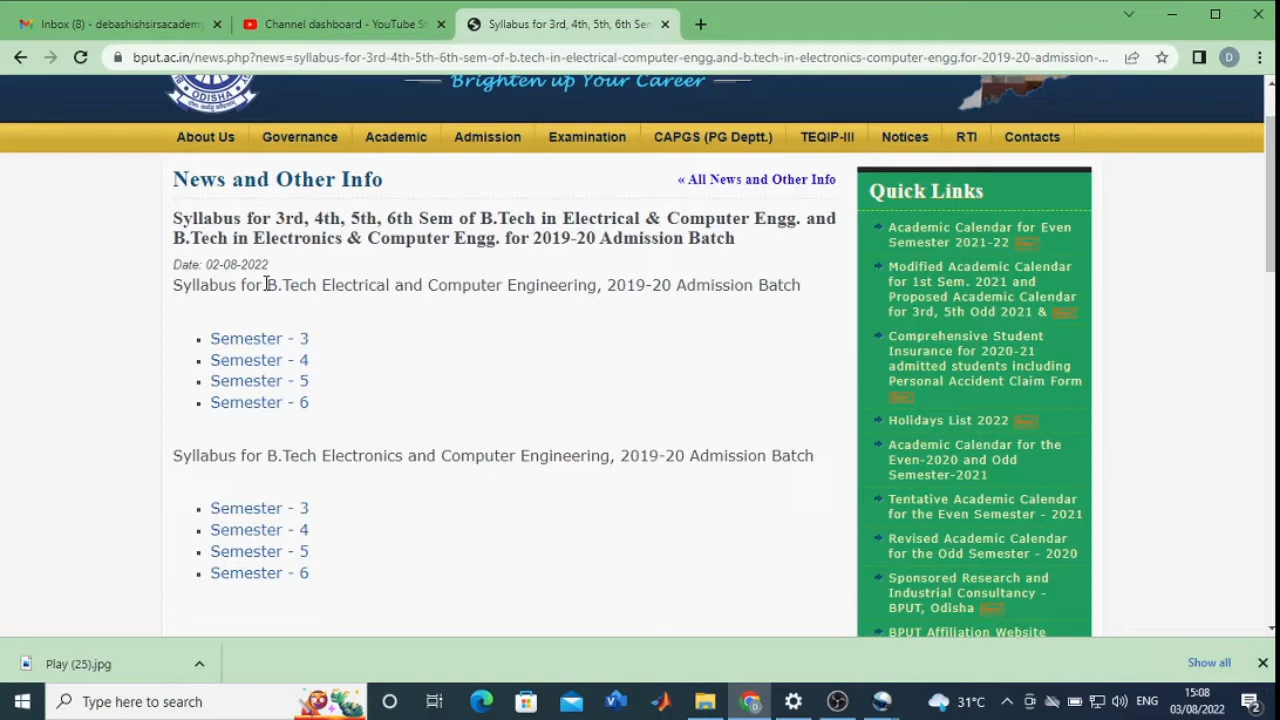 Inbox (8) - debashishsirsacademy
Channel dashboard - YouTube St
Syllabus for 3rd, 4th, 5th, 6th Sem
bput.ac.in/news.php?news=syllabus-for-3rd-4th-5th-6th-sem-of-b.tech-in-electrical-computer-engg.and-b.tech-in-electronics-computer-engg.for-2019-20-admission-...
D
ODISHA
Brighten up Your Career
About Us
Governance
Academic
Admission
Examination
CAPGS (PG Deptt.)
TEQIP-III
Notices
RTI
Contacts
News and Other Info
« All News and Other Info
Syllabus for 3rd, 4th, 5th, 6th Sem of B.Tech in Electrical & Computer Engg. and
B.Tech in Electronics & Computer Engg. for 2019-20 Admission Batch
Date: 02-08-2022
Syllabus for B.Tech Electrical and Computer Engineering, 2019-20 Admission Batch
Semester - 3
Semester - 4
Semester - 5
Semester - 6
Syllabus for B.Tech Electronics and Computer Engineering, 2019-20 Admission Batch
Semester - 3
Semester - 4
Semester - 5
Semester - 6
Quick Links
Academic Calendar for Even
Semester 2021-22
Modified Academic Calendar
for 1st Sem. 2021 and
Proposed Academic Calendar
for 3rd, 5th Odd 2021 &
Comprehensive Student
Insurance for 2020-21
admitted students including
Personal Accident Claim Form
Holidays List 2022
Academic Calendar for the
Even-2020 and Odd
Semester-2021
Tentative Academic Calendar
for the Even Semester - 2021
Revised Academic Calendar
for the Odd Semester - 2020
Sponsored Research and
Industrial Consultancy -
BPUT, Odisha
BPUT Affiliation Website
Play (25).jpg
Show all
Type here to search
31°C
ENG
15:08
03/08/2022
2